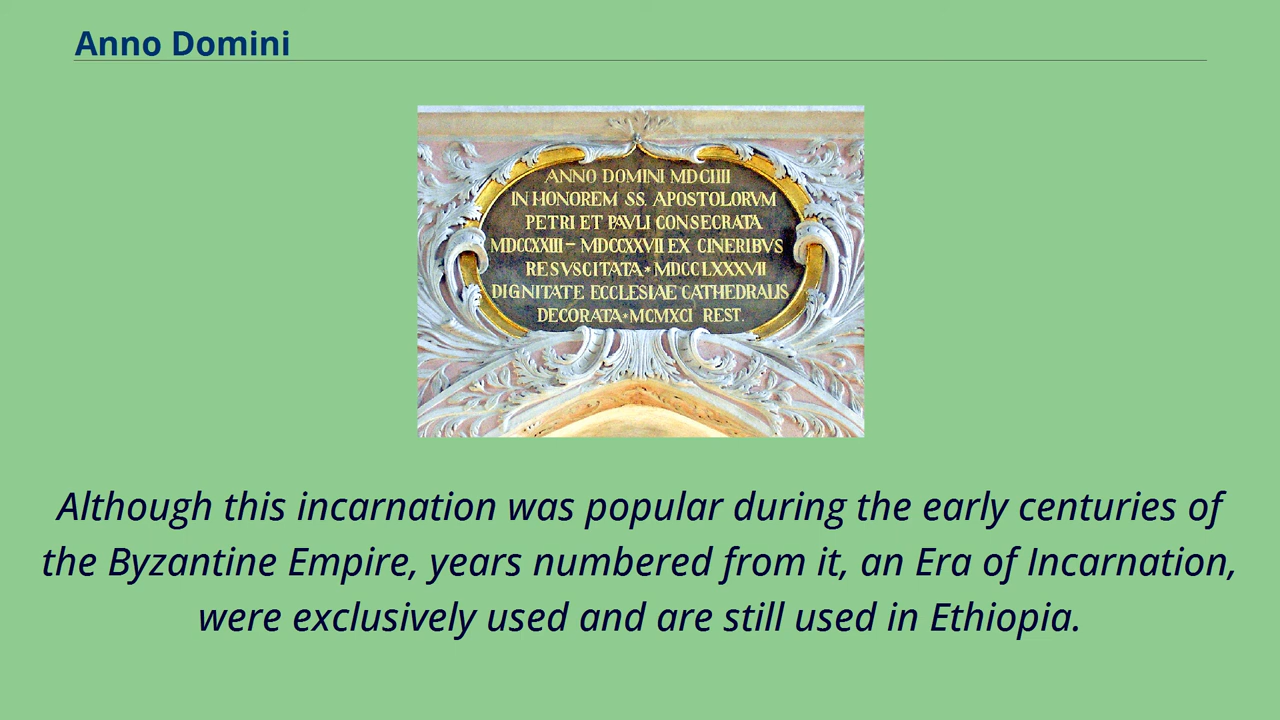 Anno Domini
ANNO DOMINI MDCIIII
IN HONOREM SS. APOSTOLORVM
PETRI ET PAVLI CONSECRATA
MDCCXXIII – MDCCXXVII EX CINERIBVS
RESVSCITATA * MDCCLXXXVII
DIGNITATE ECCLESIAE CATHEDRALIS
DECORATA * MCMXCI REST.
Although this incarnation was popular during the early centuries of
the Byzantine Empire, years numbered from it, an Era of Incarnation,
were exclusively used and are still used in Ethiopia.